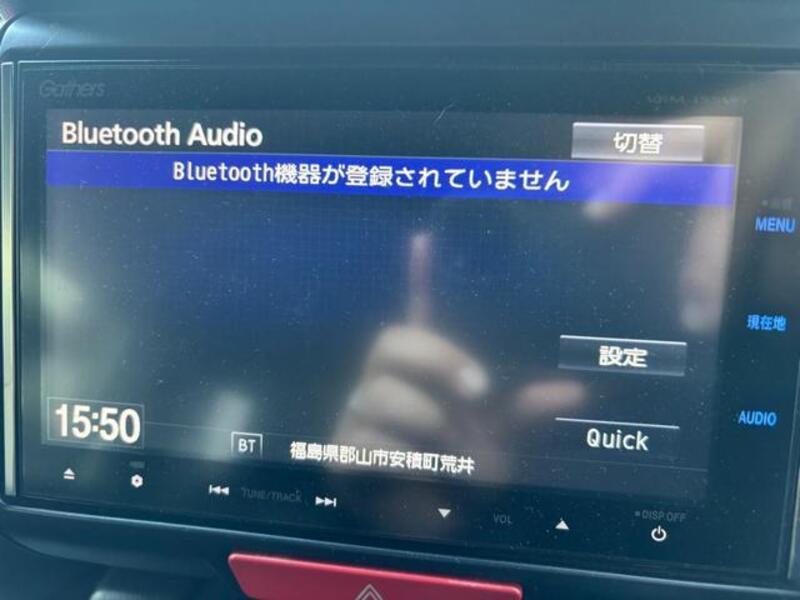 Gathers
Bluetooth Audio
切替
Bluetooth機器が登録されていません
MENU
現在地
設定
AUDIO
15:50
Quick
BT
福島県郡山市安積町荒井
TUNE/TRACK
VOL
DISP OFF